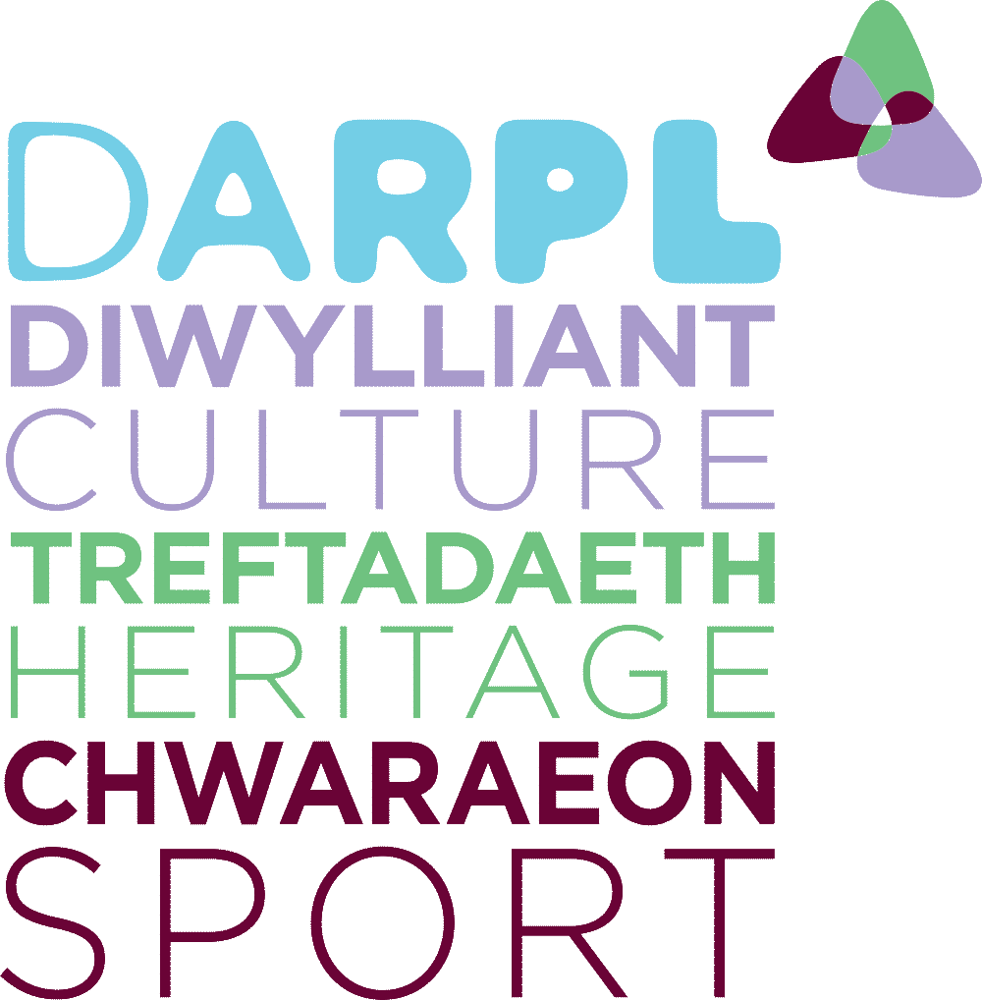 DARPL
DIWYLLIANT
CULTURE
TREFTADAETH
HERITAGE
CHWARAEON
SPORT